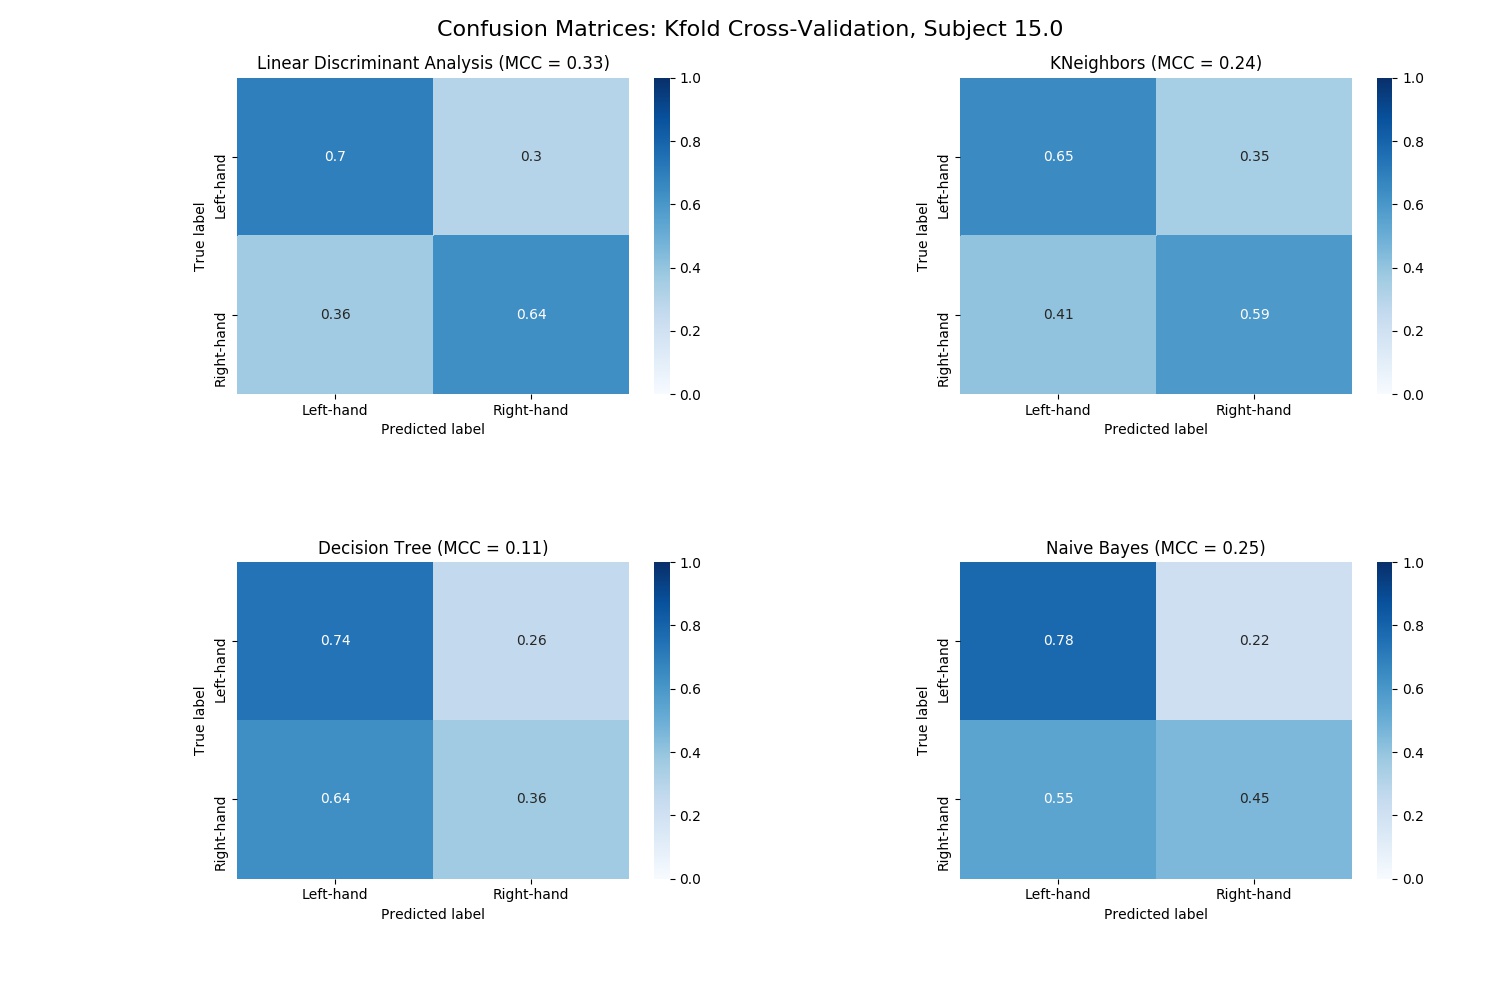 Confusion Matrices: Kfold Cross-Validation, Subject 15.0
Linear Discriminant Analysis (MCC = 0.33)
True label
Left-hand
Right-hand
0.7
0.3
0.36
0.64
Left-hand
Right-hand
Predicted label
1.0
0.8
0.6
0.4
0.2
0.0
KNeighbors (MCC = 0.24)
True label
Left-hand
Right-hand
0.65
0.35
0.41
0.59
Left-hand
Right-hand
Predicted label
1.0
0.8
0.6
0.4
0.2
0.0
Decision Tree (MCC = 0.11)
True label
Left-hand
Right-hand
0.74
0.26
0.64
0.36
Left-hand
Right-hand
Predicted label
1.0
0.8
0.6
0.4
0.2
0.0
Naive Bayes (MCC = 0.25)
True label
Left-hand
Right-hand
0.78
0.22
0.55
0.45
Left-hand
Right-hand
Predicted label
1.0
0.8
0.6
0.4
0.2
0.0